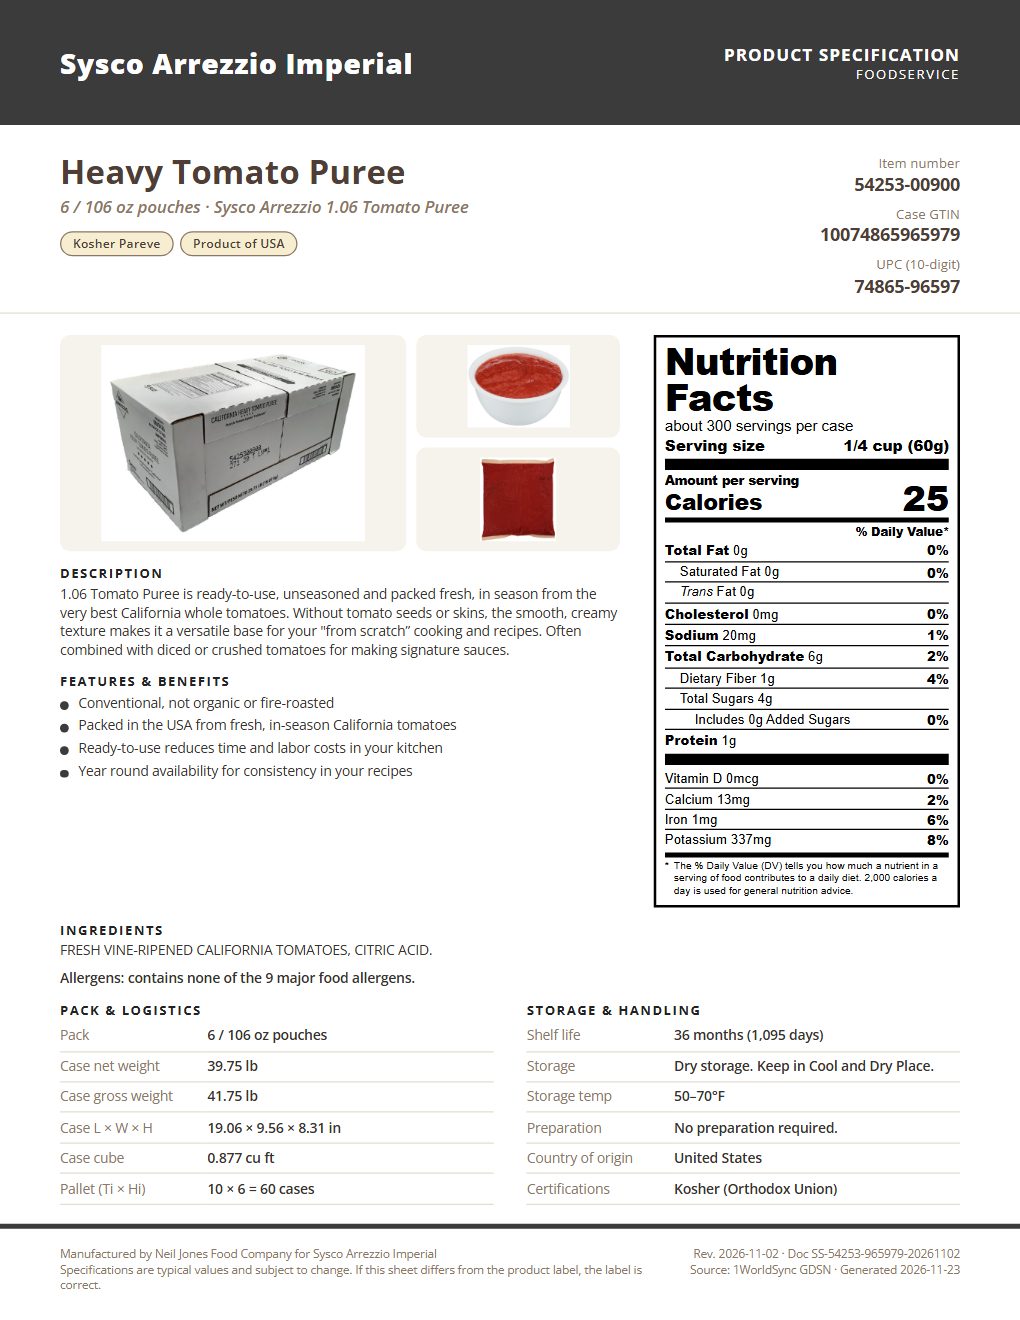 Sysco Arrezzio Imperial
PRODUCT SPECIFICATION
FOODSERVICE
Heavy Tomato Puree
6 / 106 oz pouches · Sysco Arrezzio 1.06 Tomato Puree
Kosher Pareve
Product of USA
Item number
54253-00900
Case GTIN
10074865965979
UPC (10-digit)
74865-96597
CALIFORNIA HEAVY TOMATO PUREE
DESCRIPTION
1.06 Tomato Puree is ready-to-use, unseasoned and packed fresh, in season from the
very best California whole tomatoes. Without tomato seeds or skins, the smooth, creamy
texture makes it a versatile base for your "from scratch” cooking and recipes. Often
combined with diced or crushed tomatoes for making signature sauces.
FEATURES & BENEFITS
● Conventional, not organic or fire-roasted
● Packed in the USA from fresh, in-season California tomatoes
● Ready-to-use reduces time and labor costs in your kitchen
● Year round availability for consistency in your recipes
Nutrition
Facts
about 300 servings per case
Serving size 1/4 cup (60g)
Amount per serving
Calories 25
% Daily Value*
Total Fat 0g 0%
Saturated Fat 0g 0%
Trans Fat 0g
Cholesterol 0mg 0%
Sodium 20mg 1%
Total Carbohydrate 6g 2%
Dietary Fiber 1g 4%
Total Sugars 4g
Includes 0g Added Sugars 0%
Protein 1g
Vitamin D 0mcg 0%
Calcium 13mg 2%
Iron 1mg 6%
Potassium 337mg 8%
* The % Daily Value (DV) tells you how much a nutrient in a
serving of food contributes to a daily diet. 2,000 calories a
day is used for general nutrition advice.
INGREDIENTS
FRESH VINE-RIPENED CALIFORNIA TOMATOES, CITRIC ACID.
Allergens: contains none of the 9 major food allergens.
PACK & LOGISTICS
Pack 6 / 106 oz pouches
Case net weight 39.75 lb
Case gross weight 41.75 lb
Case L × W × H 19.06 × 9.56 × 8.31 in
Case cube 0.877 cu ft
Pallet (Ti × Hi) 10 × 6 = 60 cases
STORAGE & HANDLING
Shelf life 36 months (1,095 days)
Storage Dry storage. Keep in Cool and Dry Place.
Storage temp 50–70°F
Preparation No preparation required.
Country of origin United States
Certifications Kosher (Orthodox Union)
Manufactured by Neil Jones Food Company for Sysco Arrezzio Imperial
Specifications are typical values and subject to change. If this sheet differs from the product label, the label is
correct.
Rev. 2026-11-02 · Doc SS-54253-965979-20261102
Source: 1WorldSync GDSN · Generated 2026-11-23